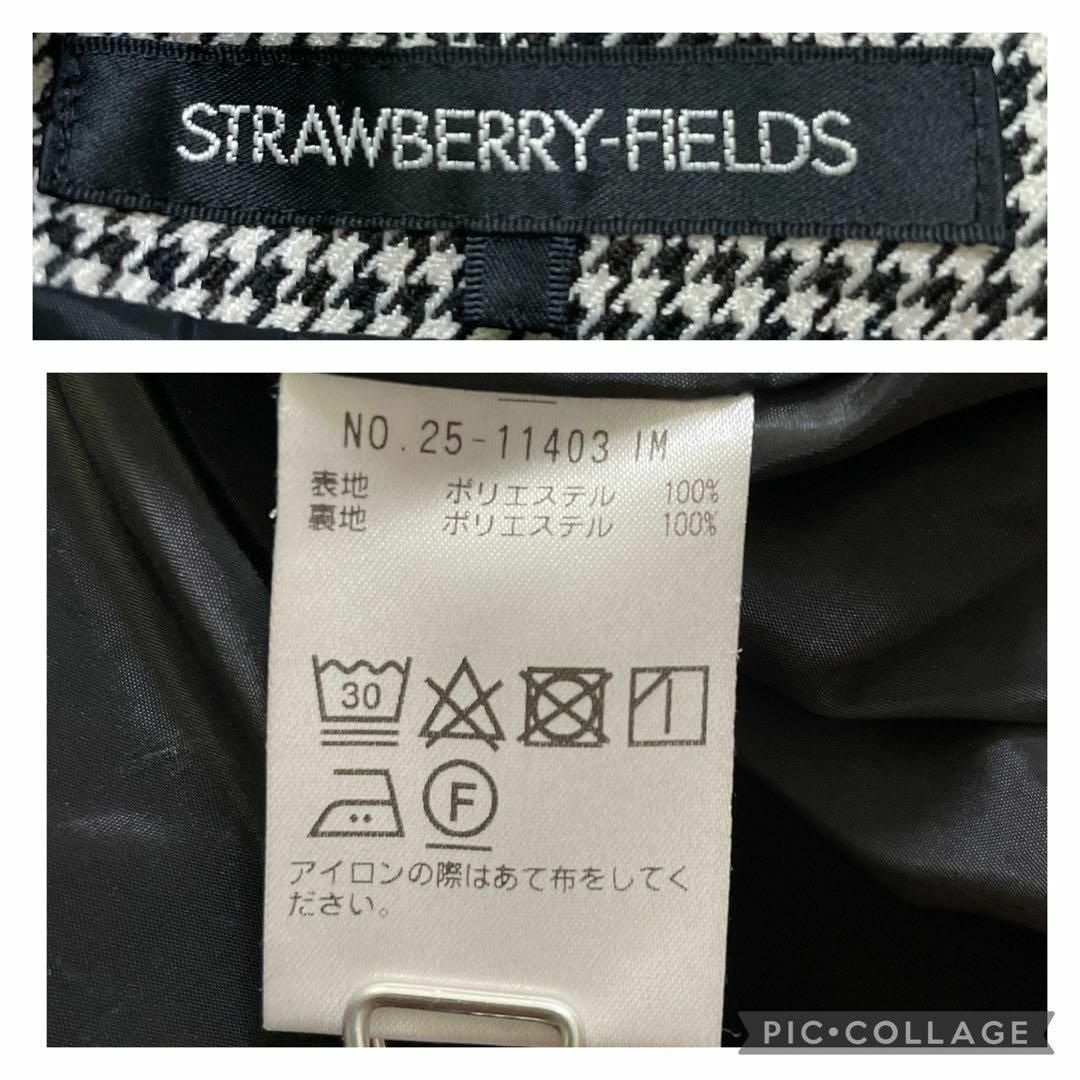 STRAWBERRY-FIELDS
NO.25-11403 IM
表地 ポリエステル 100%
裏地 ポリエステル 100%
30
F
アイロンの際はあて布をしてく
ださい。
PIC•COLLAGE